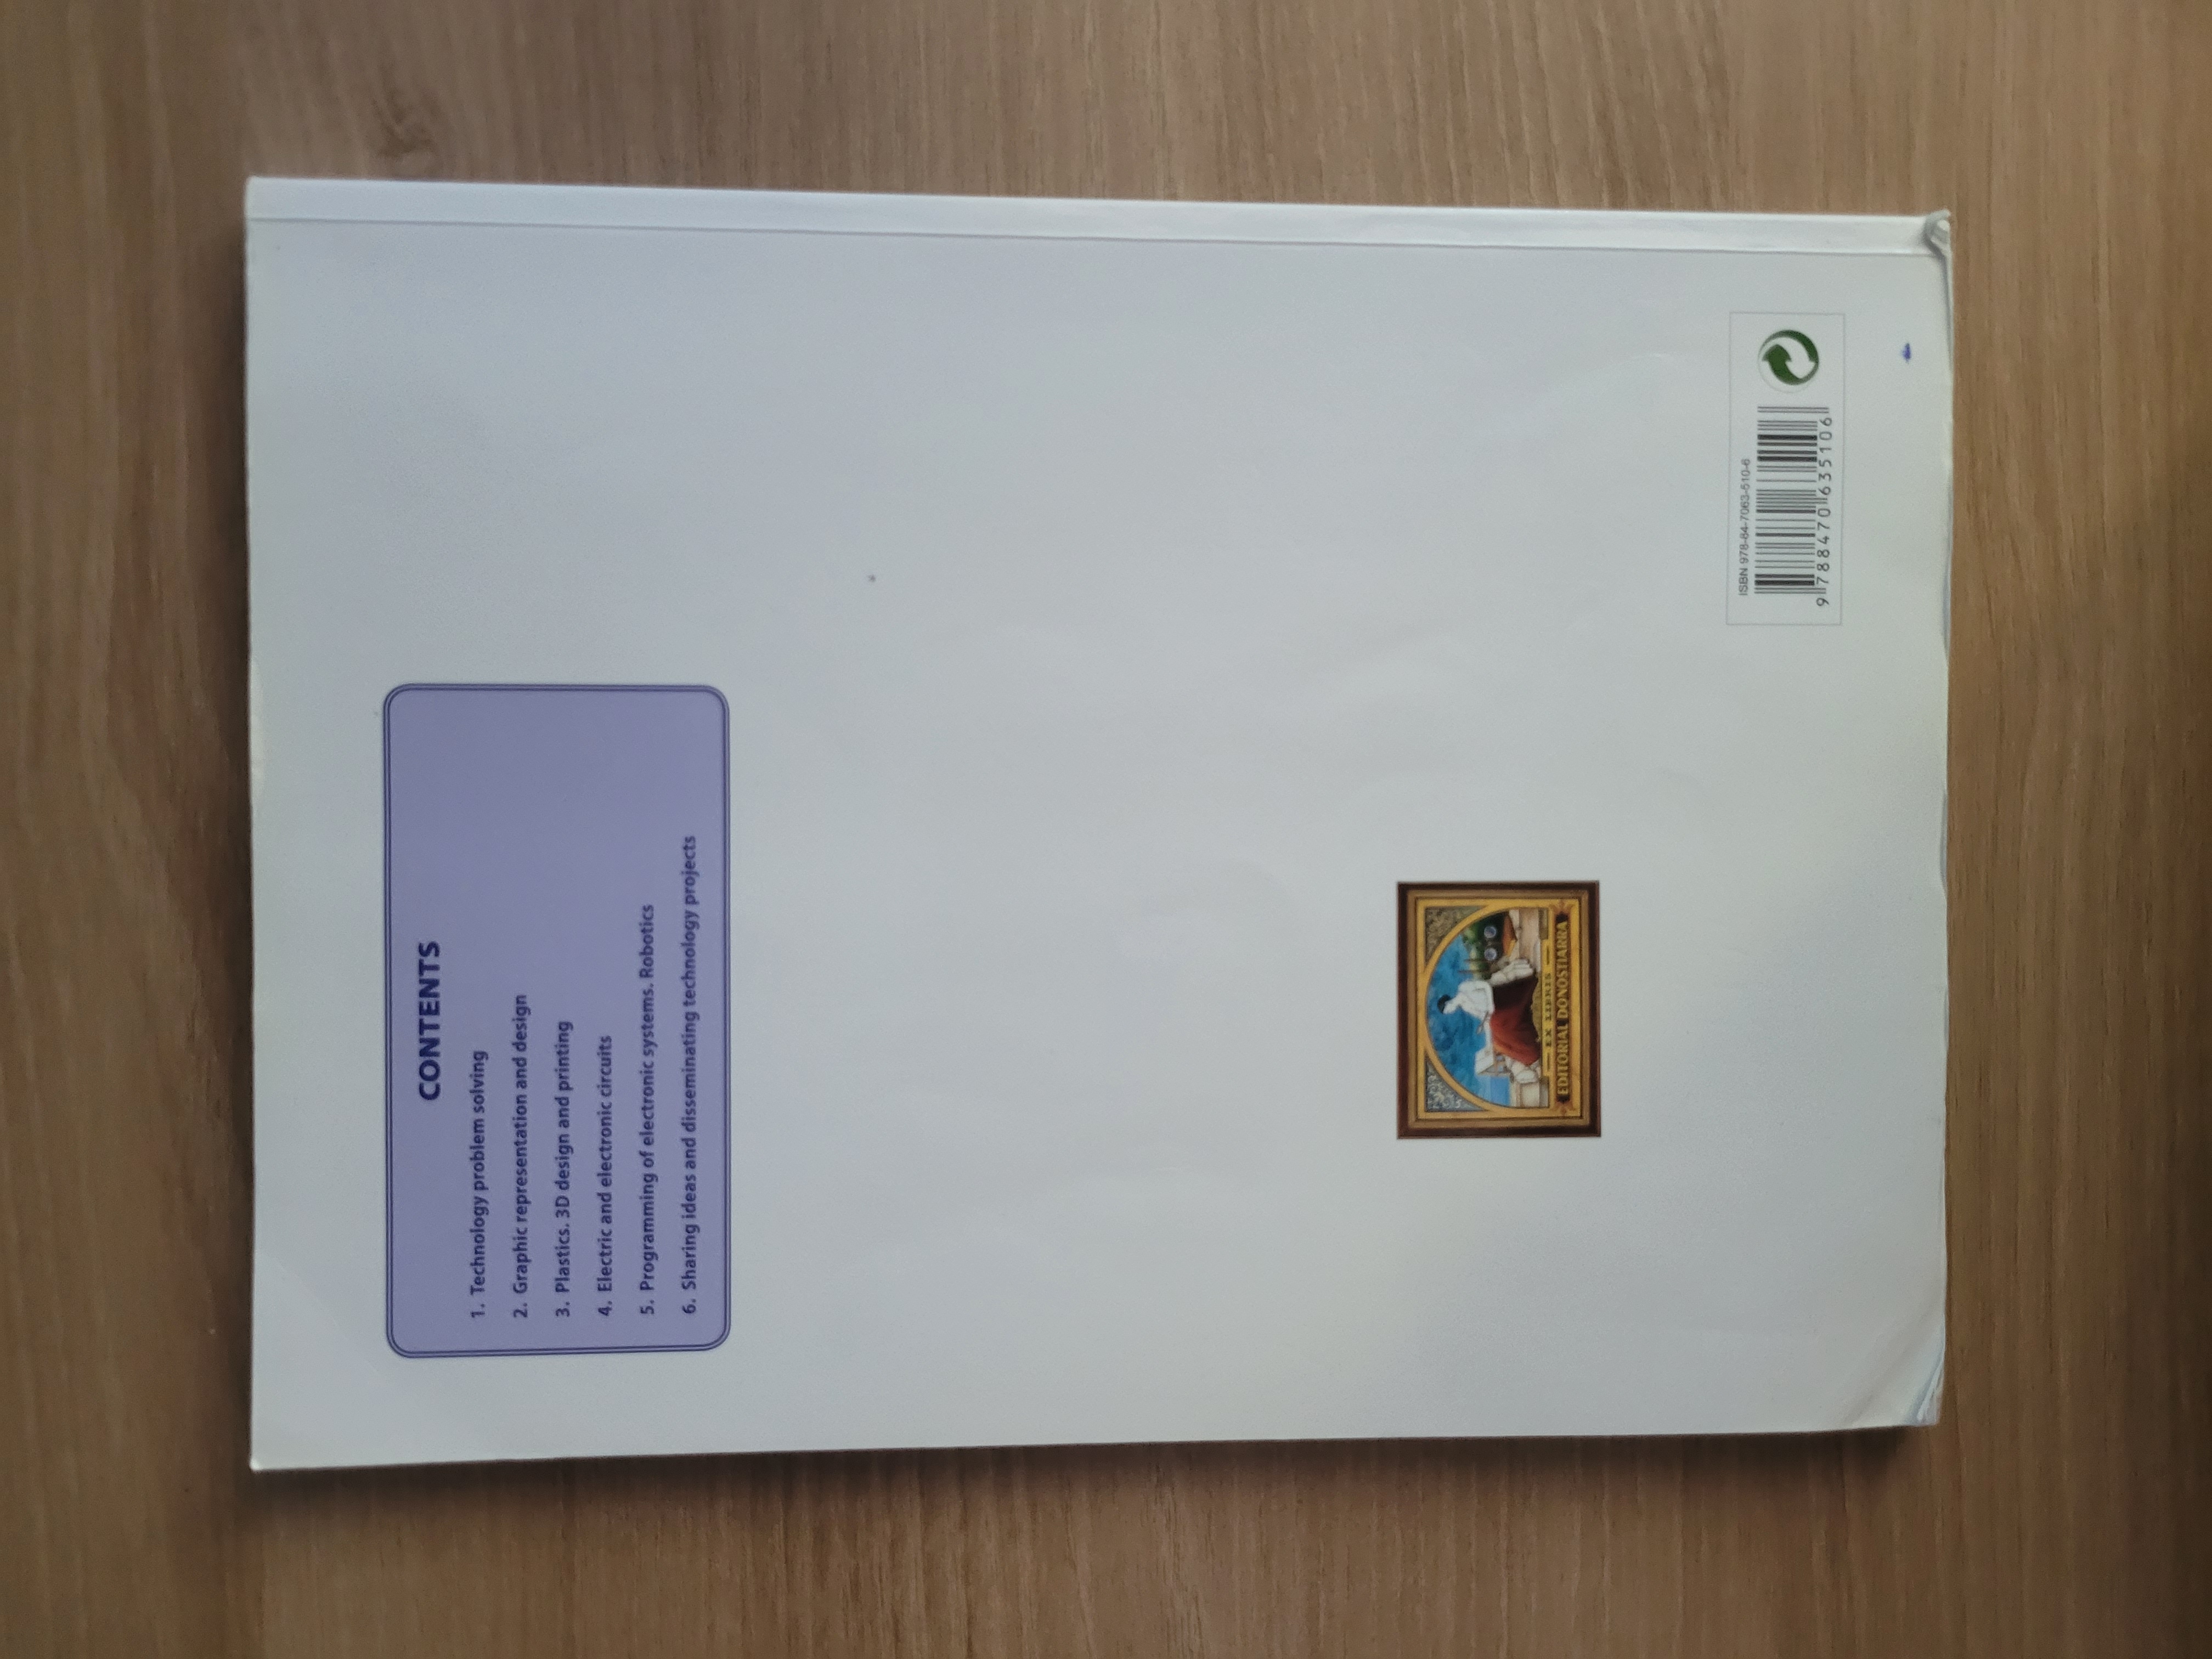 CONTENTS
1. Technology problem solving
2. Graphic representation and design
3. Plastics. 3D design and printing
4. Electric and electronic circuits
5. Programming of electronic systems. Robotics
6. Sharing ideas and disseminating technology projects
EX LIBRIS
EDITORIAL DONOSTIARRA
ISBN 978-84-7063-510-6
9 788470 635106